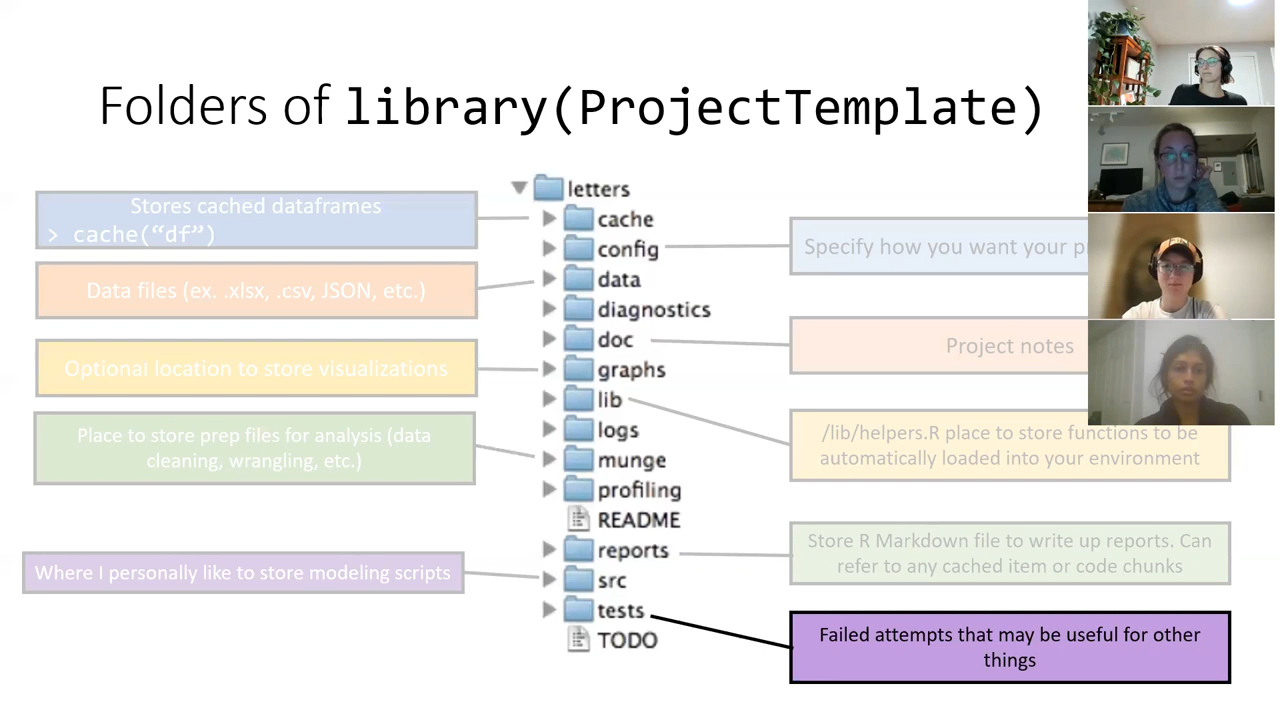 Folders of library(ProjectTemplate)
Stores cached dataframes
> cache(“df”)
Data files (ex. .xlsx, .csv, JSON, etc.)
Optional location to store visualizations
Place to store prep files for analysis (data
cleaning, wrangling, etc.)
Where I personally like to store modeling scripts
letters
cache
config
data
diagnostics
doc
graphs
lib
logs
munge
profiling
README
reports
src
tests
TODO
Specify how you want your
Project notes
/lib/helpers.R place to store functions to be
automatically loaded into your environment
Store R Markdown file to write up reports. Can
refer to any cached item or code chunks
Failed attempts that may be useful for other
things